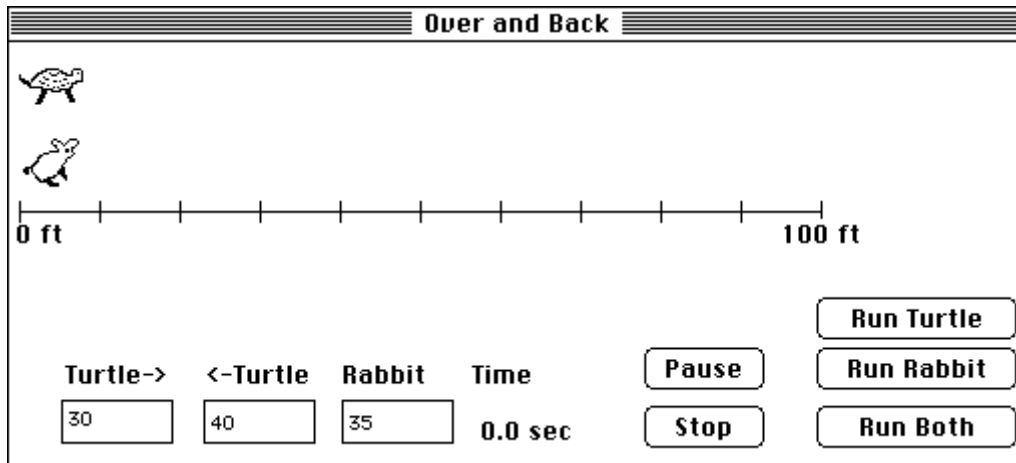 Over and Back
0 ft 100 ft
Run Turtle
Turtle-> <-Turtle Rabbit Time Pause Run Rabbit
30 40 35 0.0 sec Stop Run Both